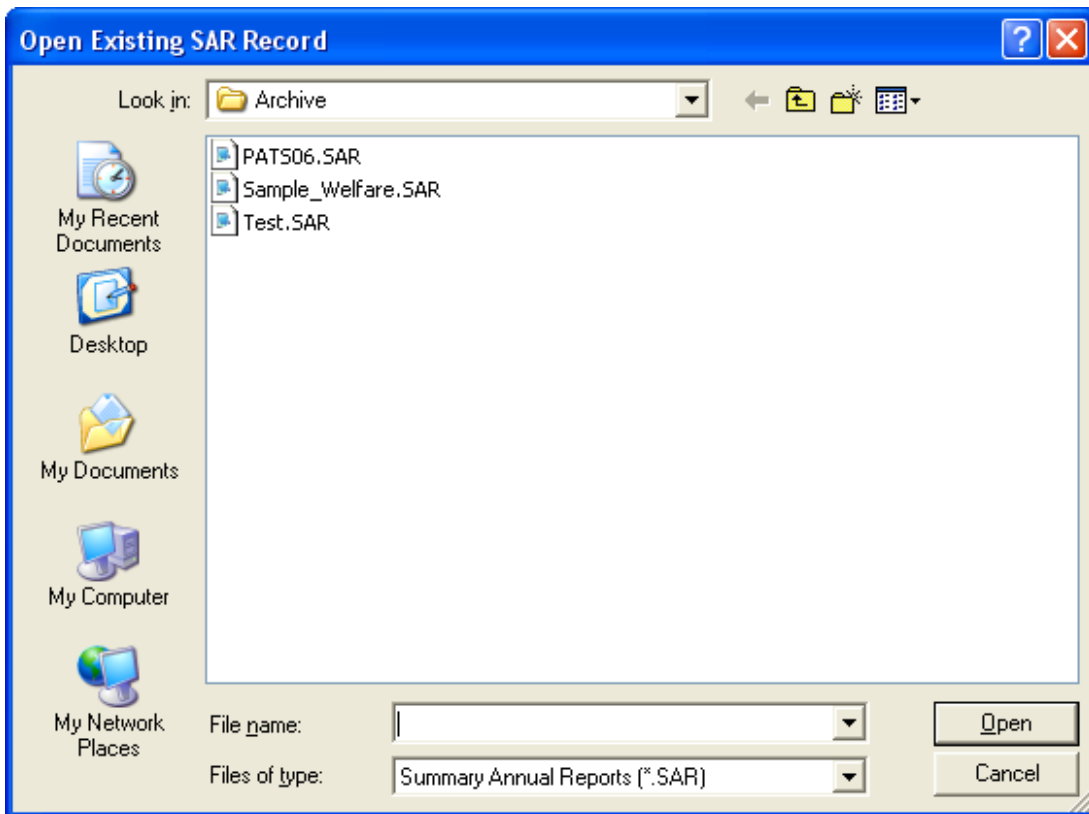 Open Existing SAR Record
Look in: Archive
PATS06.SAR
Sample_Welfare.SAR
Test.SAR
My Recent
Documents
Desktop
My Documents
My Computer
My Network
Places
File name:
Open
Files of type: Summary Annual Reports (*.SAR)
Cancel